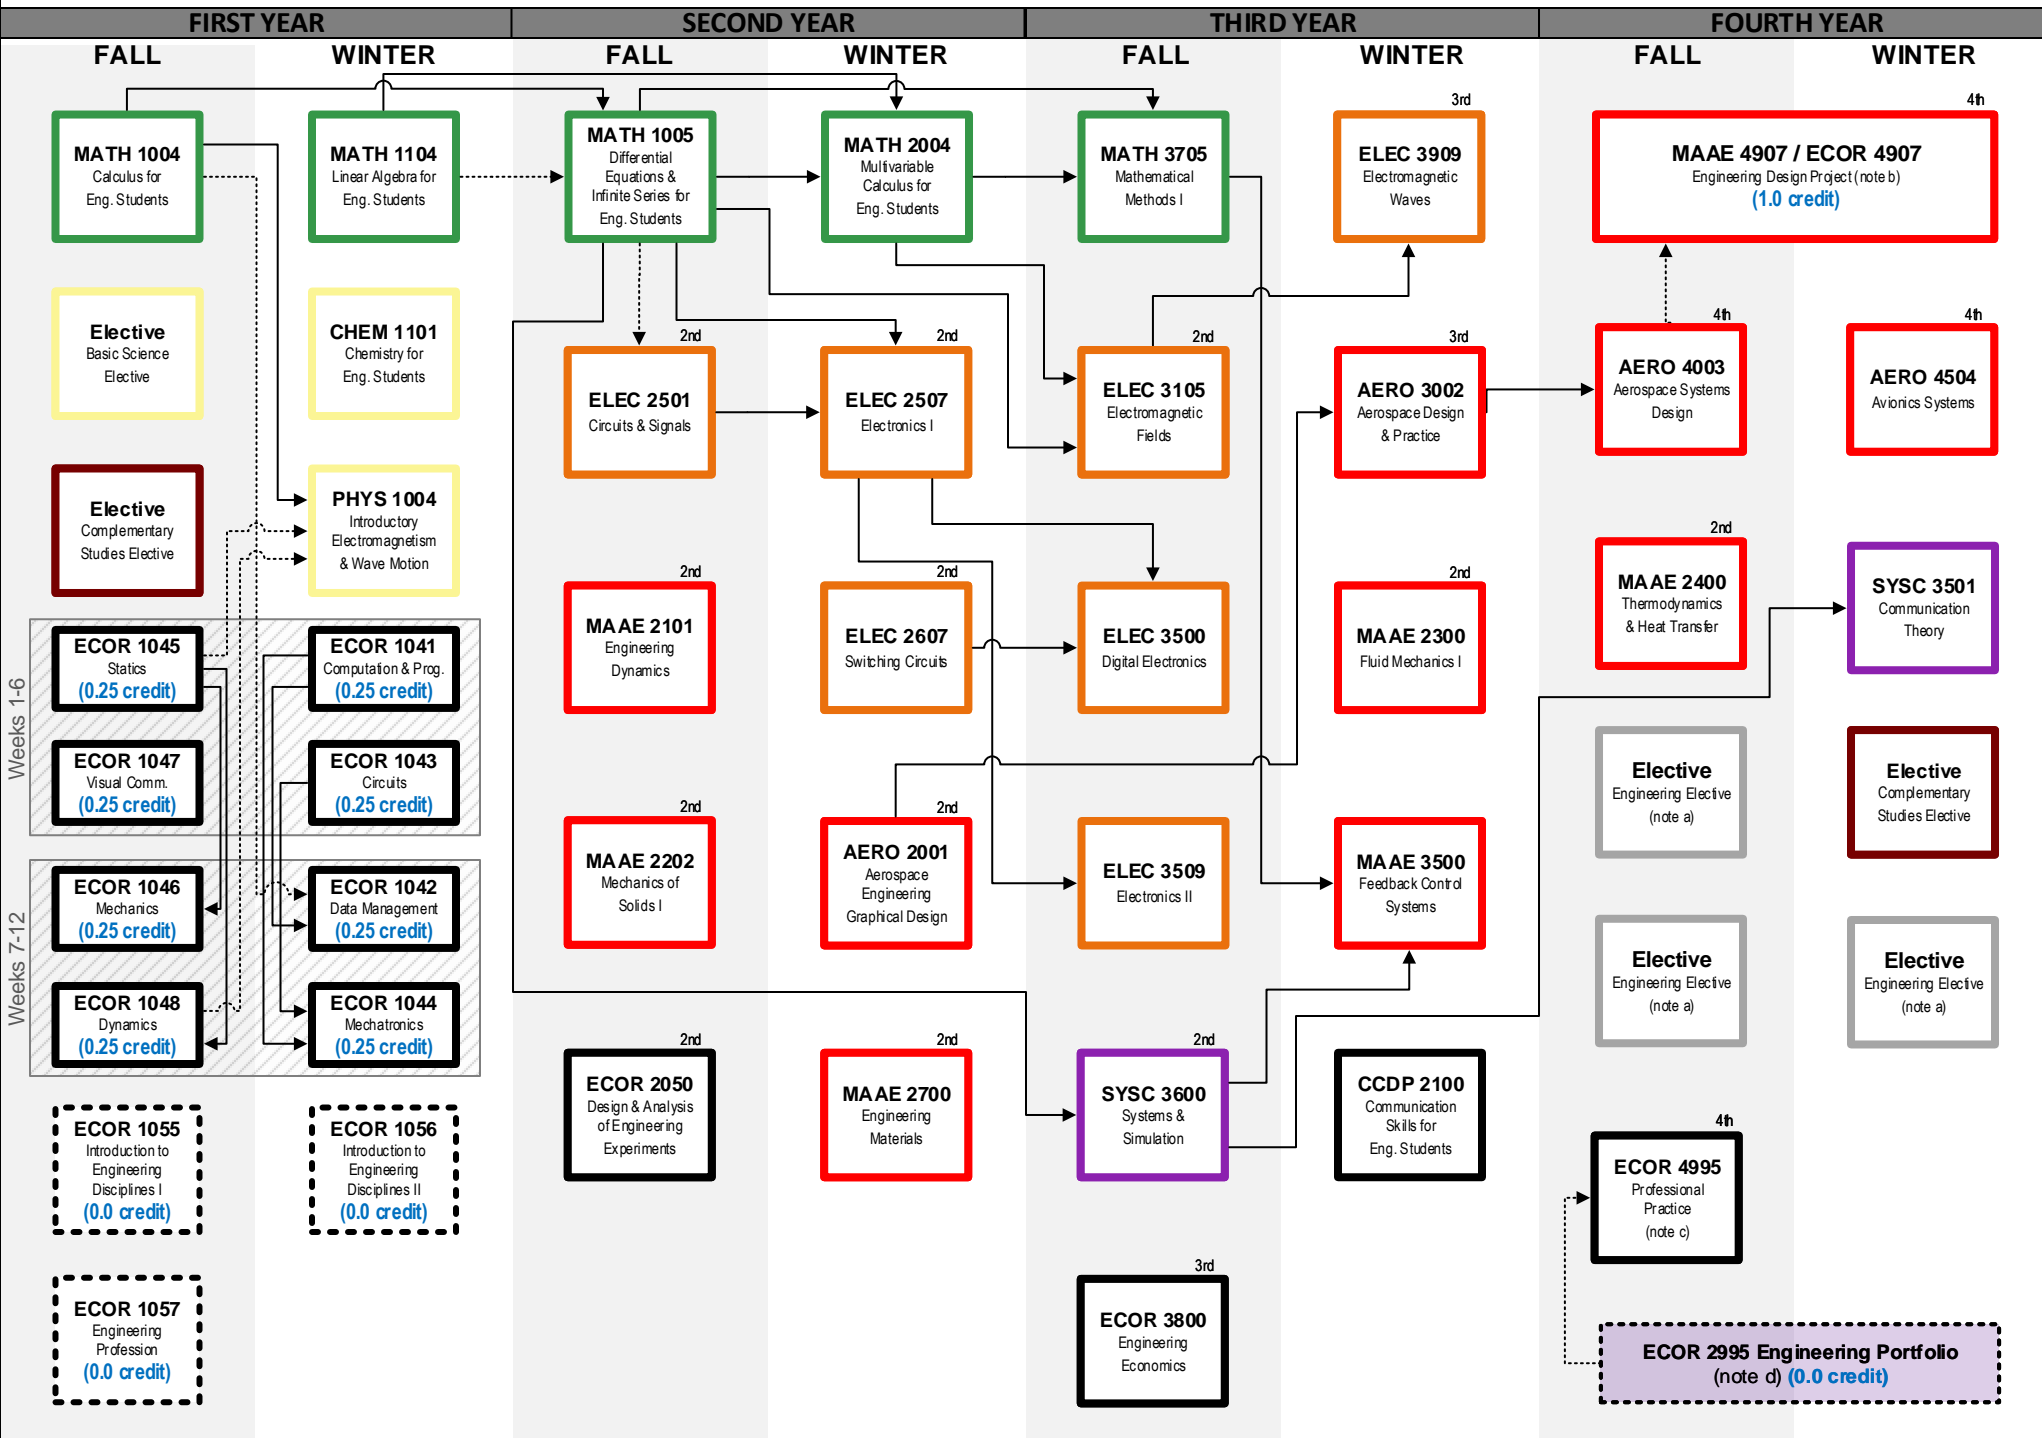 FIRST YEAR
SECOND YEAR
THIRD YEAR
FOURTH YEAR
FALL
WINTER
FALL
WINTER
FALL
WINTER
FALL
WINTER
MATH 1004
Calculus for
Eng. Students
Elective
Basic Science
Elective
Elective
Complementary
Studies Elective
Weeks 1-6
ECOR 1045
Statics
(0.25 credit)
ECOR 1047
Visual Comm.
(0.25 credit)
Weeks 7-12
ECOR 1046
Mechanics
(0.25 credit)
ECOR 1048
Dynamics
(0.25 credit)
ECOR 1055
Introduction to
Engineering
Disciplines I
(0.0 credit)
ECOR 1057
Engineering
Profession
(0.0 credit)
MATH 1104
Linear Algebra for
Eng. Students
CHEM 1101
Chemistry for
Eng. Students
PHYS 1004
Introductory
Electromagnetism
& Wave Motion
ECOR 1041
Computation & Prog.
(0.25 credit)
ECOR 1043
Circuits
(0.25 credit)
ECOR 1042
Data Management
(0.25 credit)
ECOR 1044
Mechatronics
(0.25 credit)
ECOR 1056
Introduction to
Engineering
Disciplines II
(0.0 credit)
MATH 1005
Differential
Equations &
Infinite Series for
Eng. Students
2nd
ELEC 2501
Circuits & Signals
2nd
MAAE 2101
Engineering
Dynamics
2nd
MAAE 2202
Mechanics of
Solids I
2nd
ECOR 2050
Design & Analysis
of Engineering
Experiments
MATH 2004
Multivariable
Calculus for
Eng. Students
2nd
ELEC 2507
Electronics I
2nd
ELEC 2607
Switching Circuits
2nd
AERO 2001
Aerospace
Engineering
Graphical Design
2nd
MAAE 2700
Engineering
Materials
MATH 3705
Mathematical
Methods I
2nd
ELEC 3105
Electromagnetic
Fields
ELEC 3500
Digital Electronics
ELEC 3509
Electronics II
2nd
SYSC 3600
Systems &
Simulation
3rd
ECOR 3800
Engineering
Economics
3rd
ELEC 3909
Electromagnetic
Waves
3rd
AERO 3002
Aerospace Design
& Practice
2nd
MAAE 2300
Fluid Mechanics I
MAAE 3500
Feedback Control
Systems
CCDP 2100
Communication
Skills for
Eng. Students
4th
MAAE 4907 / ECOR 4907
Engineering Design Project (note b)
(1.0 credit)
4th
AERO 4003
Aerospace Systems
Design
2nd
MAAE 2400
Thermodynamics
& Heat Transfer
Elective
Engineering Elective
(note a)
Elective
Engineering Elective
(note a)
4th
ECOR 4995
Professional
Practice
(note c)
4th
AERO 4504
Avionics Systems
SYSC 3501
Communication
Theory
Elective
Complementary
Studies Elective
Elective
Engineering Elective
(note a)
ECOR 2995 Engineering Portfolio
(note d) (0.0 credit)